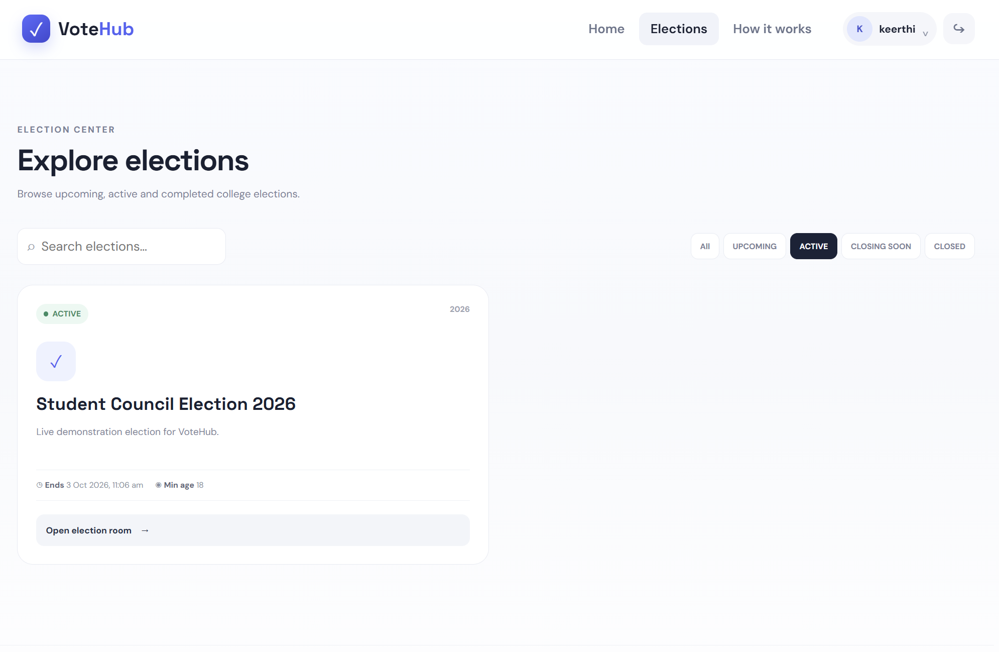 VoteHub
Home
Elections
How it works
K
keerthi
ELECTION CENTER
Explore elections
Browse upcoming, active and completed college elections.
Search elections...
All
UPCOMING
ACTIVE
CLOSING SOON
CLOSED
ACTIVE
2026
Student Council Election 2026
Live demonstration election for VoteHub.
Ends 3 Oct 2026, 11:06 am
Min age 18
Open election room →